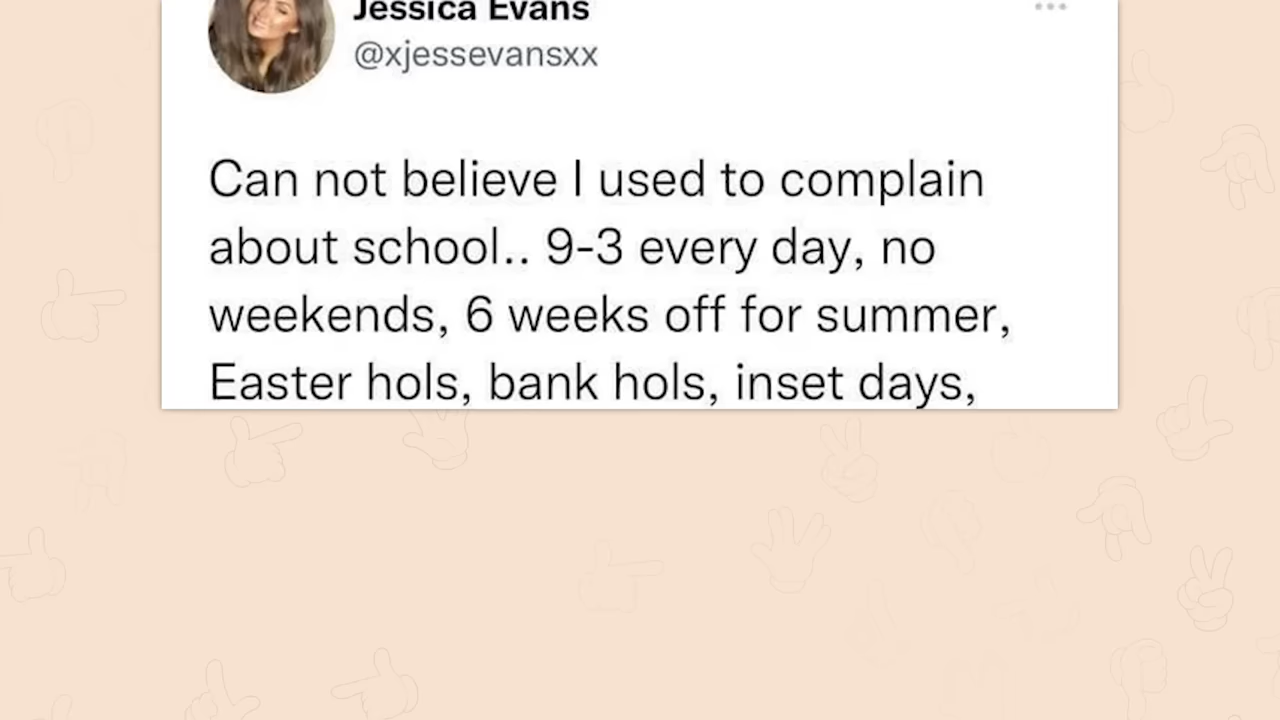 Jessica Evans
@xjessevansxx
Can not believe I used to complain
about school.. 9-3 every day, no
weekends, 6 weeks off for summer,
Easter hols, bank hols, inset days,